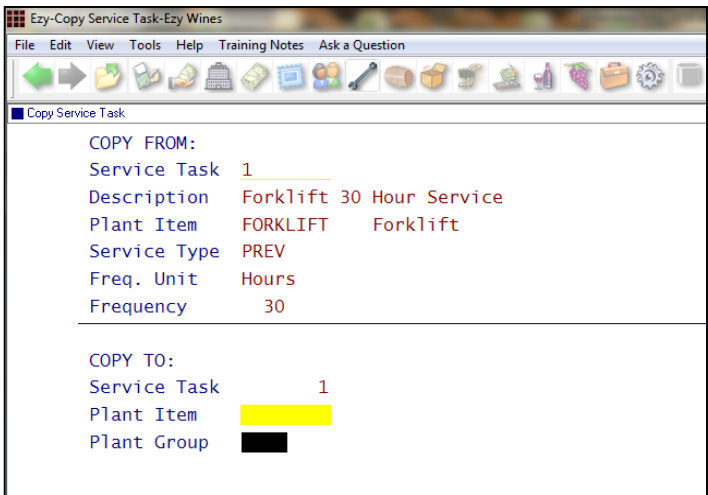 Ezy-Copy Service Task-Ezy Wines
File Edit View Tools Help Training Notes Ask a Question
Copy Service Task
COPY FROM:
Service Task 1
Description Forklift 30 Hour Service
Plant Item FORKLIFT Forklift
Service Type PREV
Freq. Unit Hours
Frequency 30
COPY TO:
Service Task 1
Plant Item
Plant Group